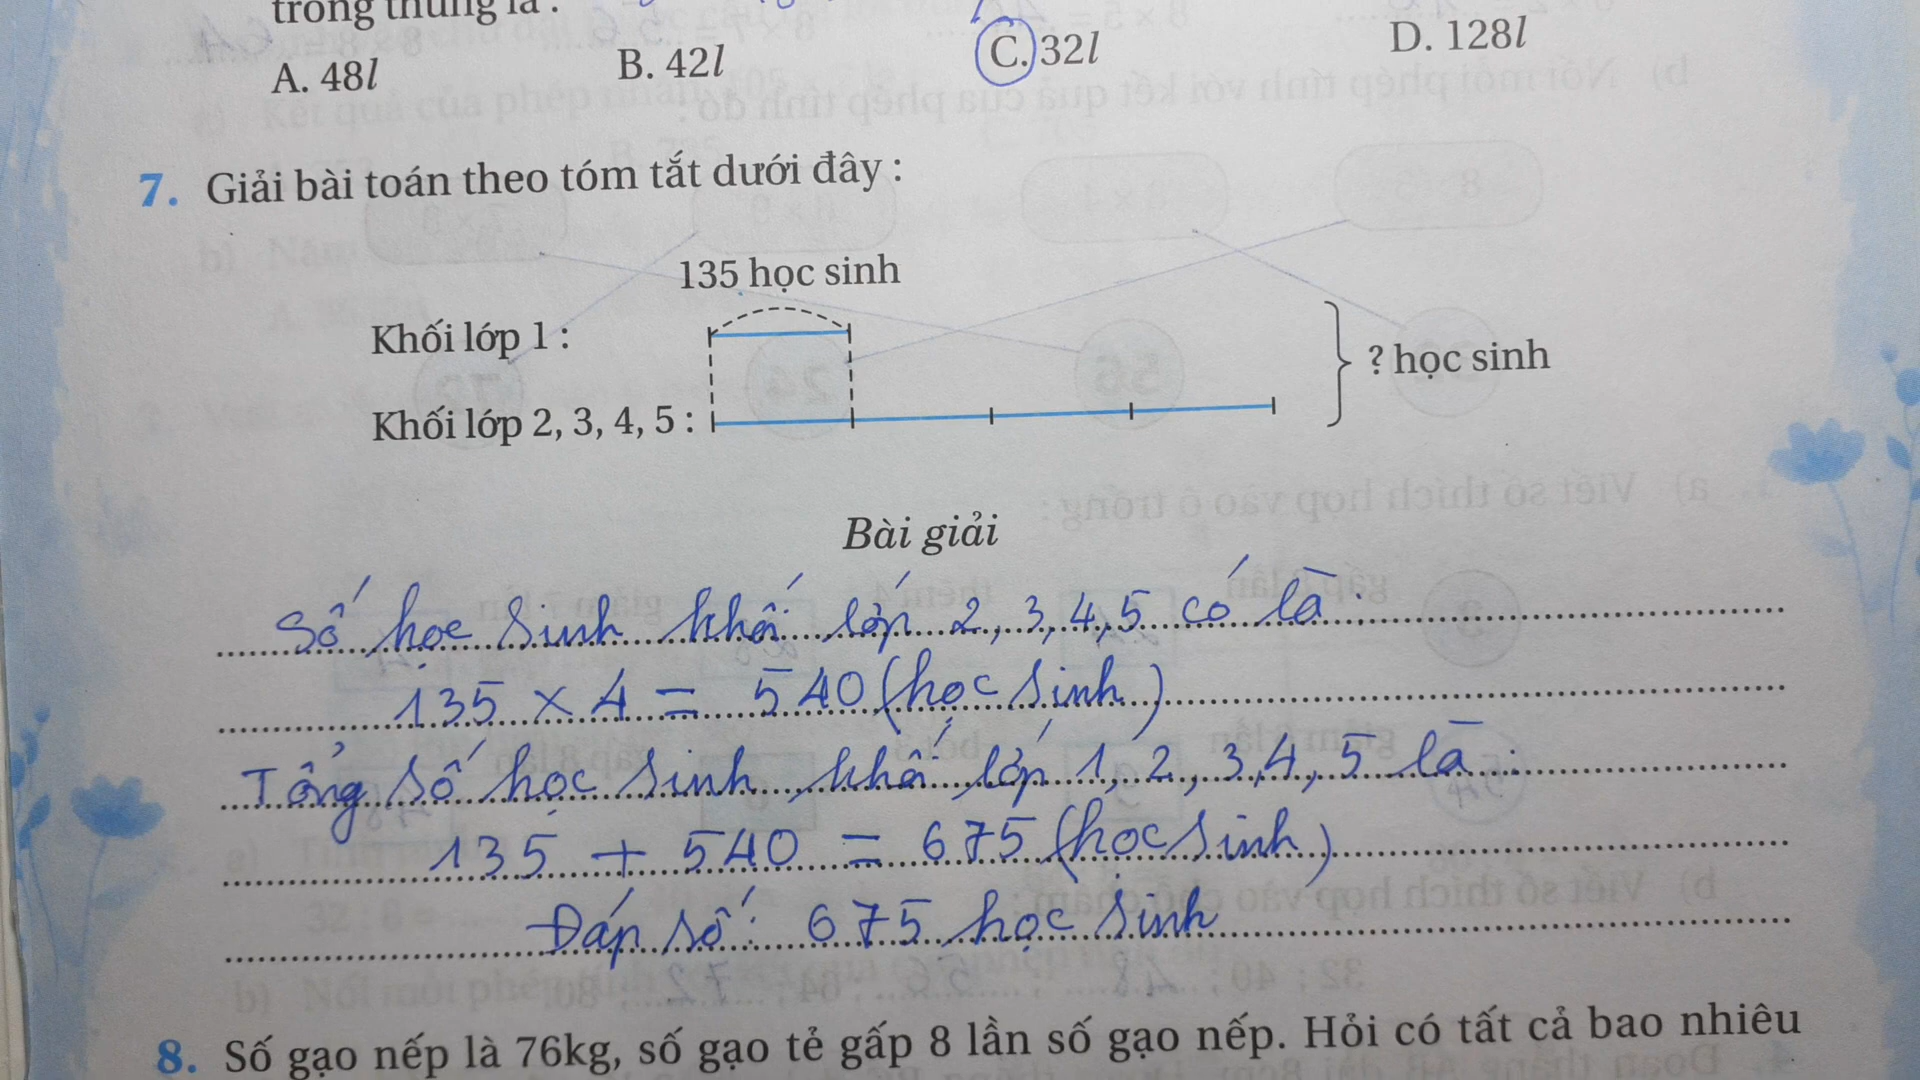 trong thùng là :
A. 48l B. 42l C. 32l D. 128l
7. Giải bài toán theo tóm tắt dưới đây :
135 học sinh
Khối lớp 1 :
? học sinh
Khối lớp 2, 3, 4, 5 :
Bài giải
Số học sinh khối lớp 2, 3, 4, 5 có là :
135 × 4 = 540 (học sinh)
Tổng số học sinh khối lớp 1, 2, 3, 4, 5 là :
135 + 540 = 675 (học sinh)
Đáp số : 675 học sinh
8. Số gạo nếp là 76kg, số gạo tẻ gấp 8 lần số gạo nếp. Hỏi có tất cả bao nhiêu